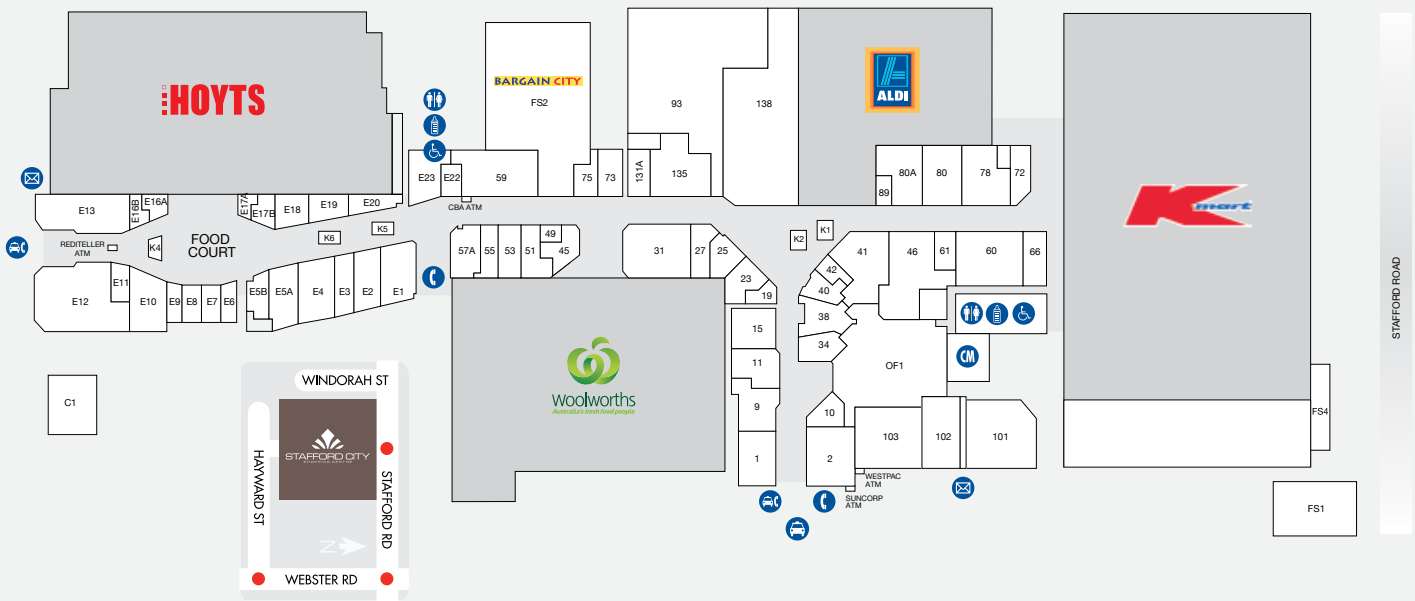 HOYTS
BARGAIN CITY
FS2
93
138
ALDI
K mart
STAFFORD ROAD
E23
E22
59
75
73
131A
135
80A
89
80
78
72
CBA ATM
E13
E16B
E16A
E17A
E17B
E18
E19
E20
REDITELLER
ATM
K4
FOOD
COURT
K6
K5
K2
K1
57A
55
53
51
49
45
31
27
25
23
19
41
42
40
38
34
46
61
60
66
E12
E11
E10
E9
E8
E7
E6
E5B
E5A
E4
E3
E2
E1
15
11
9
1
OF1
CM
10
2
103
102
101
WESTPAC
ATM
SUNCORP
ATM
Woolworths
Australia's fresh food people
C1
WINDORAH ST
STAFFORD CITY
SHOPPING CENTRE
HAYWARD ST
STAFFORD RD
N
WEBSTER RD
FS4
FS1